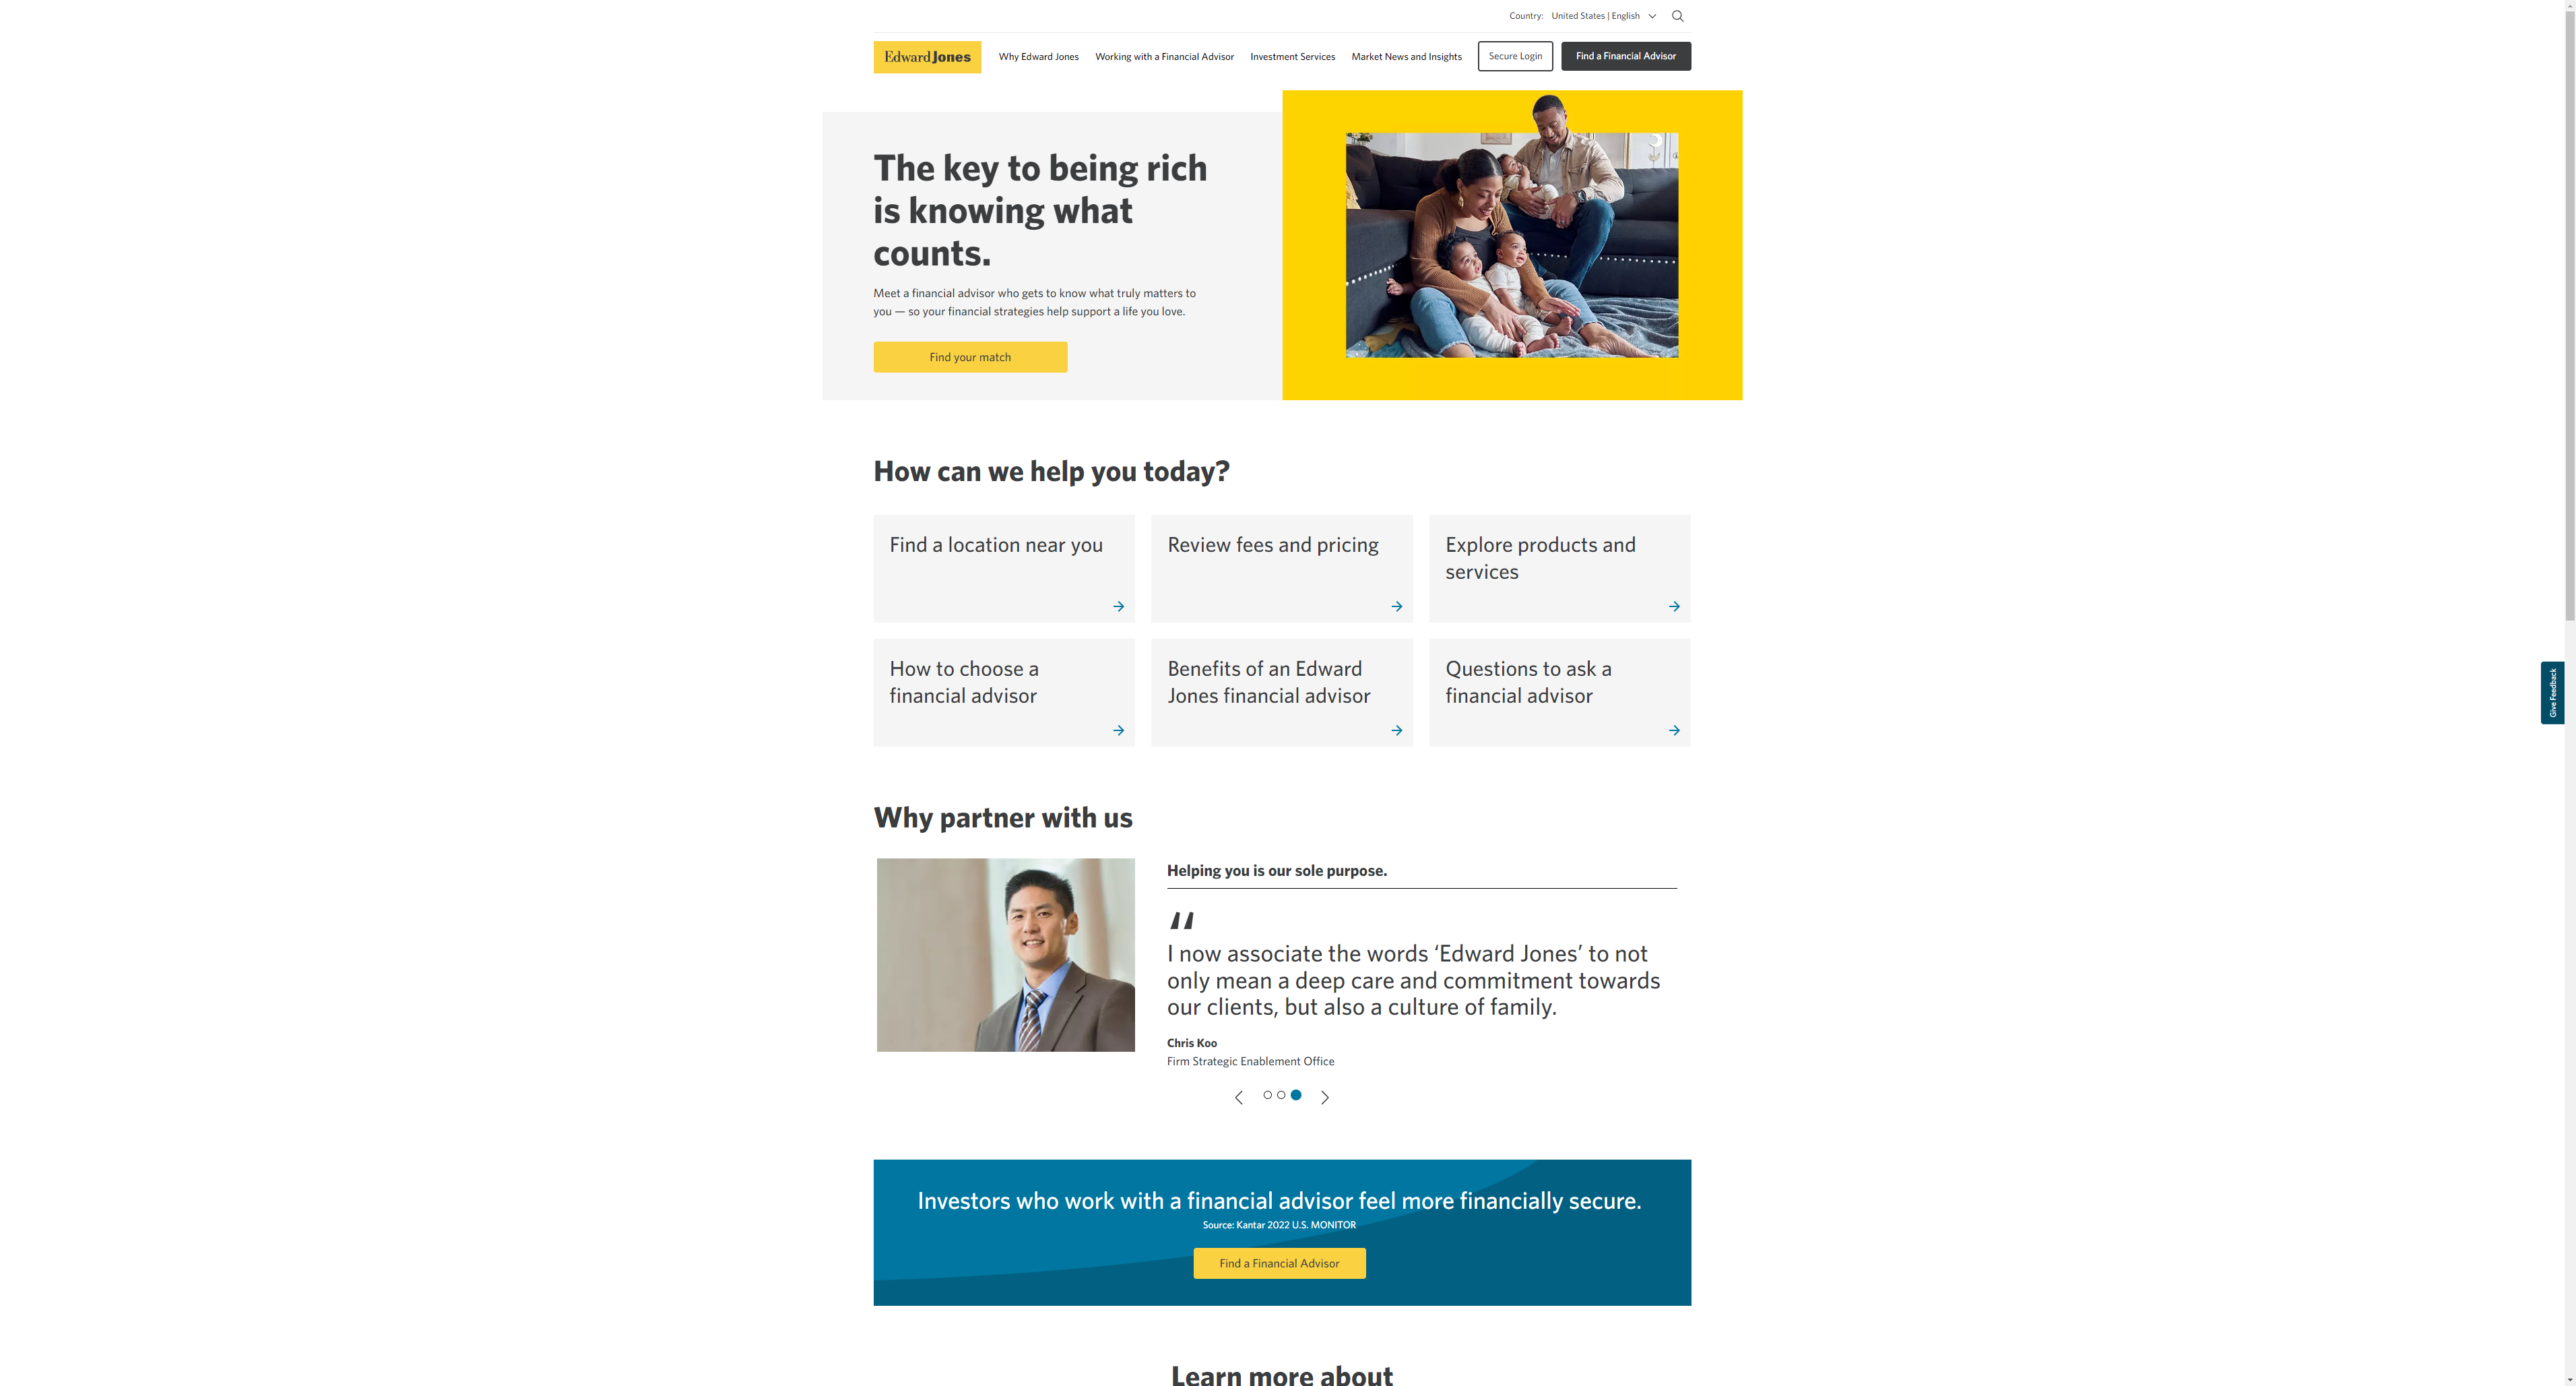 Country: United States | English
Edward Jones
Why Edward Jones
Working with a Financial Advisor
Investment Services
Market News and Insights
Secure Login
Find a Financial Advisor
The key to being rich
is knowing what
counts.
Meet a financial advisor who gets to know what truly matters to
you — so your financial strategies help support a life you love.
Find your match
How can we help you today?
Find a location near you
Review fees and pricing
Explore products and
services
How to choose a
financial advisor
Benefits of an Edward
Jones financial advisor
Questions to ask a
financial advisor
Give Feedback
Why partner with us
Helping you is our sole purpose.
“
I now associate the words ‘Edward Jones’ to not
only mean a deep care and commitment towards
our clients, but also a culture of family.
Chris Koo
Firm Strategic Enablement Office
Investors who work with a financial advisor feel more financially secure.
Source: Kantar 2022 U.S. MONITOR
Find a Financial Advisor
Learn more about